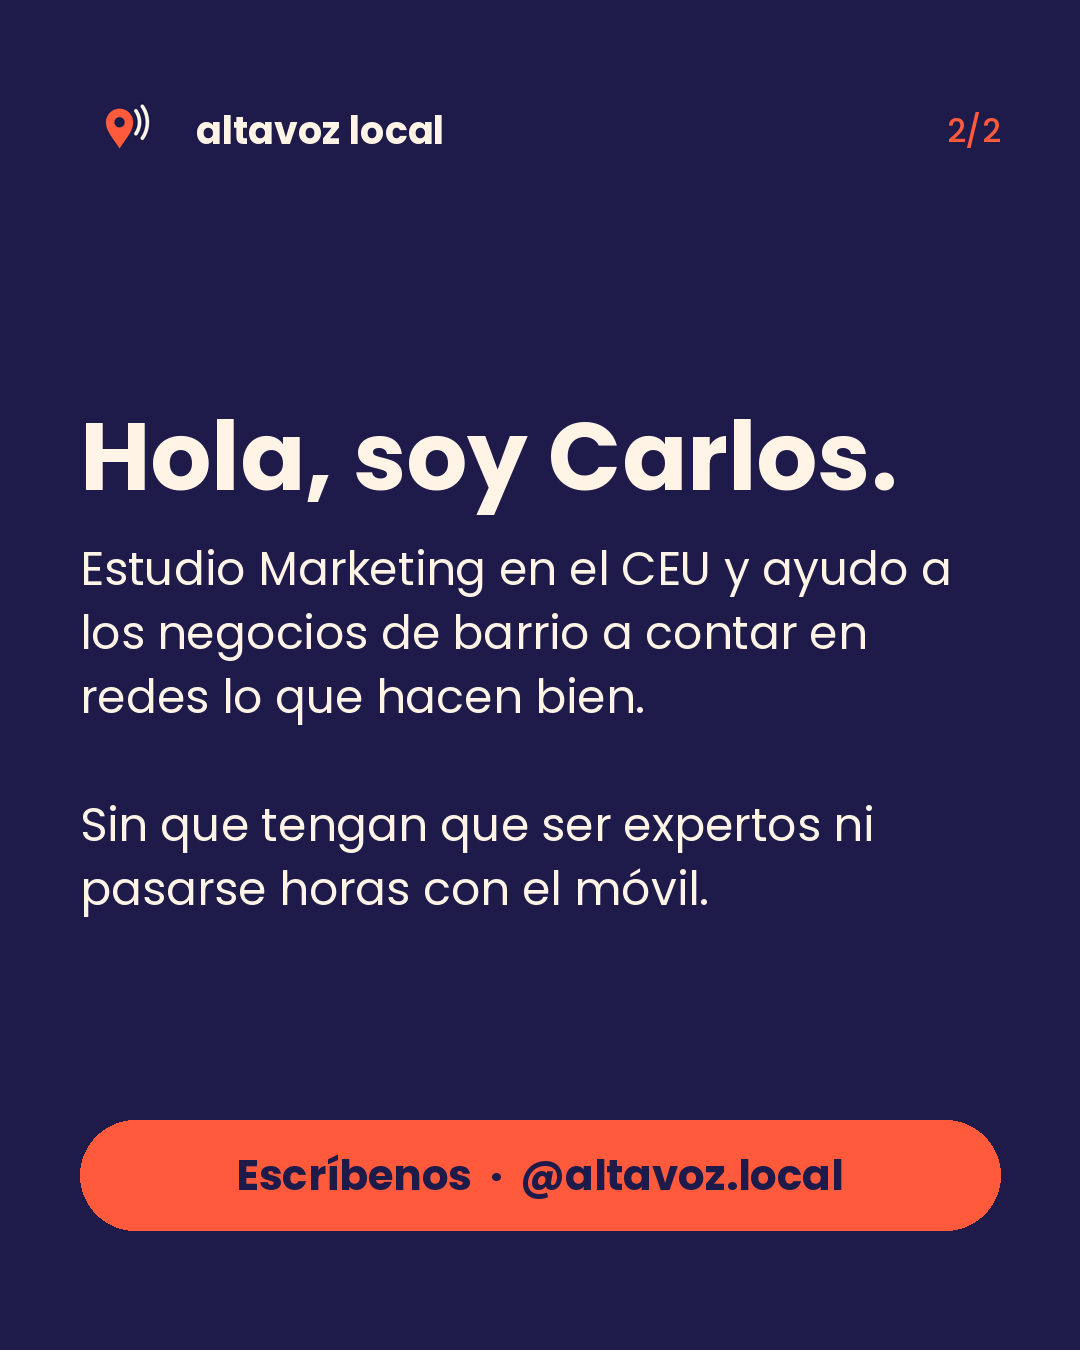 altavoz local
2/2
Hola, soy Carlos.
Estudio Marketing en el CEU y ayudo a
los negocios de barrio a contar en
redes lo que hacen bien.
Sin que tengan que ser expertos ni
pasarse horas con el móvil.
Escríbenos · @altavoz.local